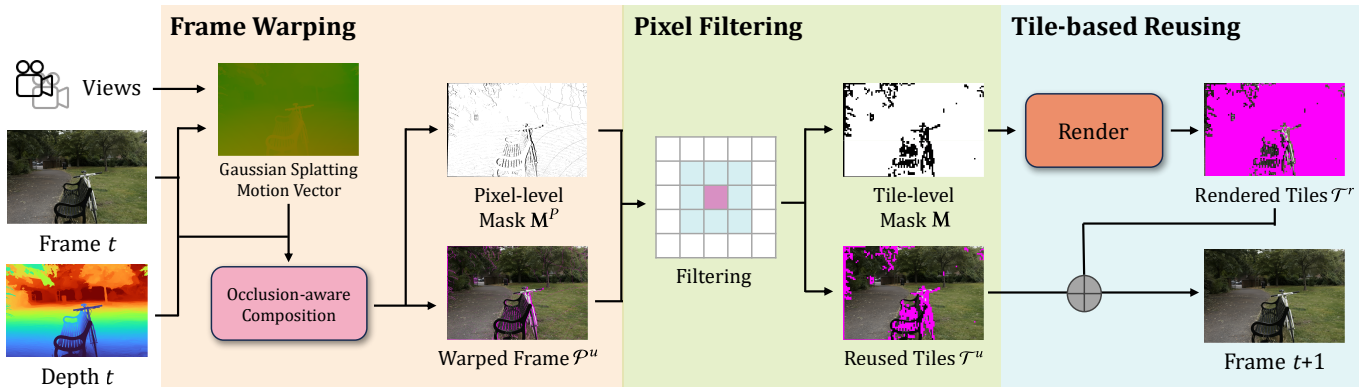 Frame Warping
Pixel Filtering
Tile-based Reusing
Views
Frame t
Depth t
Gaussian Splatting
Motion Vector
Occlusion-aware
Composition
Pixel-level
Mask M^P
Warped Frame 𝒫^u
Filtering
Tile-level
Mask M
Reused Tiles 𝒯^u
Render
Rendered Tiles 𝒯^r
Frame t+1